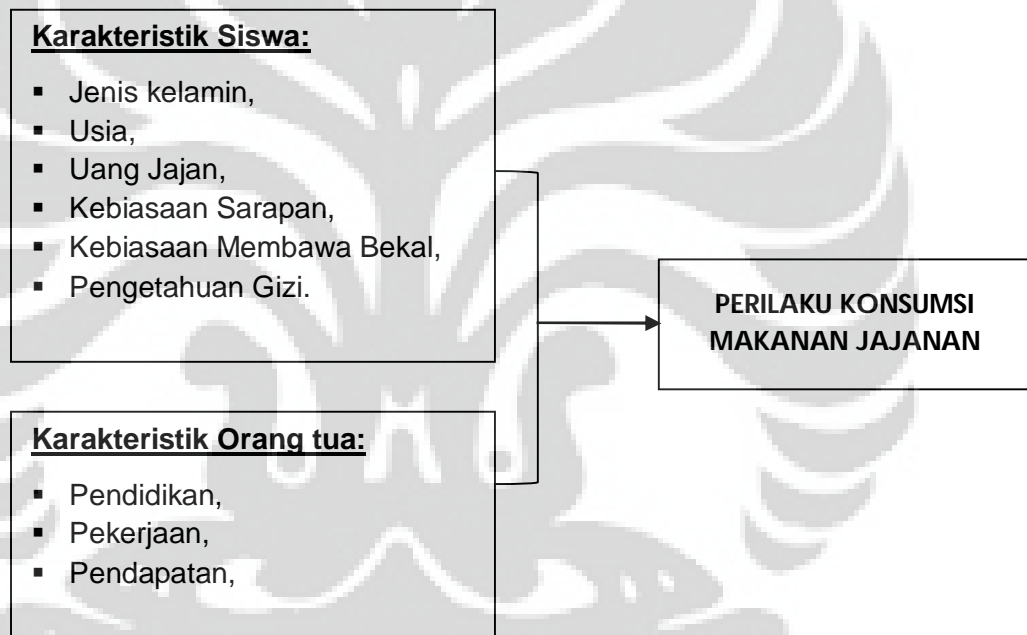 Karakteristik Siswa:
▪ Jenis kelamin,
▪ Usia,
▪ Uang Jajan,
▪ Kebiasaan Sarapan,
▪ Kebiasaan Membawa Bekal,
▪ Pengetahuan Gizi.
PERILAKU KONSUMSI
MAKANAN JAJANAN
Karakteristik Orang tua:
▪ Pendidikan,
▪ Pekerjaan,
▪ Pendapatan,